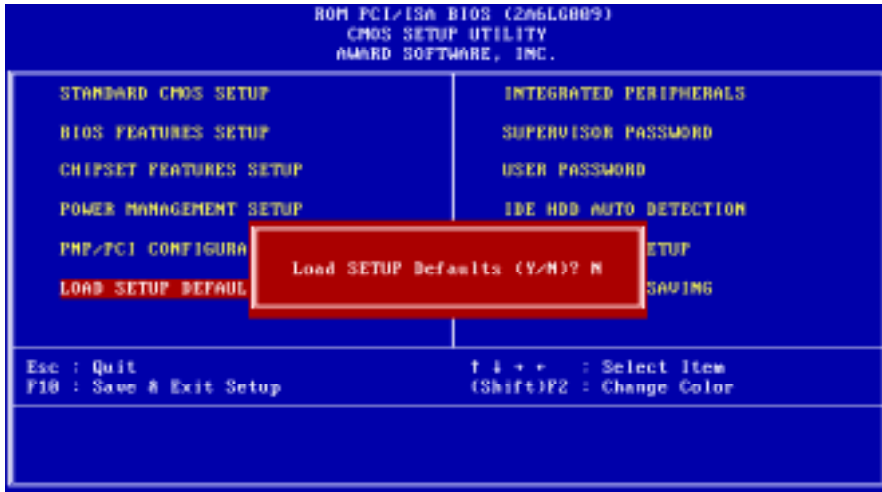 ROM PCI/ISA BIOS (2A6LG009)
CMOS SETUP UTILITY
AWARD SOFTWARE, INC.
STANDARD CMOS SETUP
BIOS FEATURES SETUP
CHIPSET FEATURES SETUP
POWER MANAGEMENT SETUP
PNP/PCI CONFIGURA
LOAD SETUP DEFAUL
INTEGRATED PERIPHERALS
SUPERVISOR PASSWORD
USER PASSWORD
IDE HDD AUTO DETECTION
ETUP
SAVING
Load SETUP Defaults (Y/N)? N
Esc : Quit
F10 : Save & Exit Setup
↑ ↓ → ← : Select Item
(Shift)F2 : Change Color